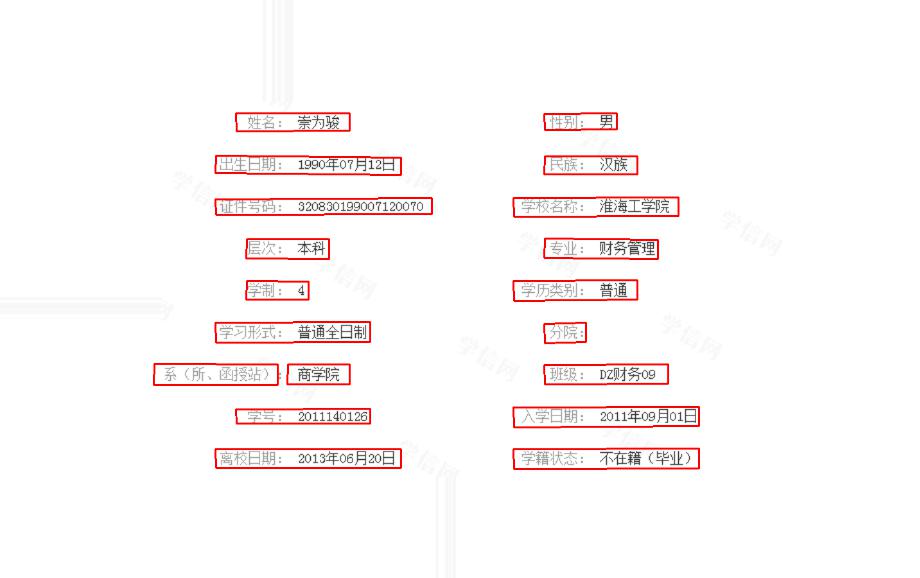 姓名： 崇为骏
性别： 男
出生日期： 1990年07月12日
民族： 汉族
证件号码： 320830199007120070
学校名称： 淮海工学院
层次： 本科
专业： 财务管理
学制： 4
学历类别： 普通
学习形式： 普通全日制
分院：
系（所、函授站）： 商学院
班级： DZ财务09
学号： 2011140126
入学日期： 2011年09月01日
离校日期： 2013年06月20日
学籍状态： 不在籍（毕业）
学信网
学信网
学信网
学信网
学信网
学信网
学信网
学信网